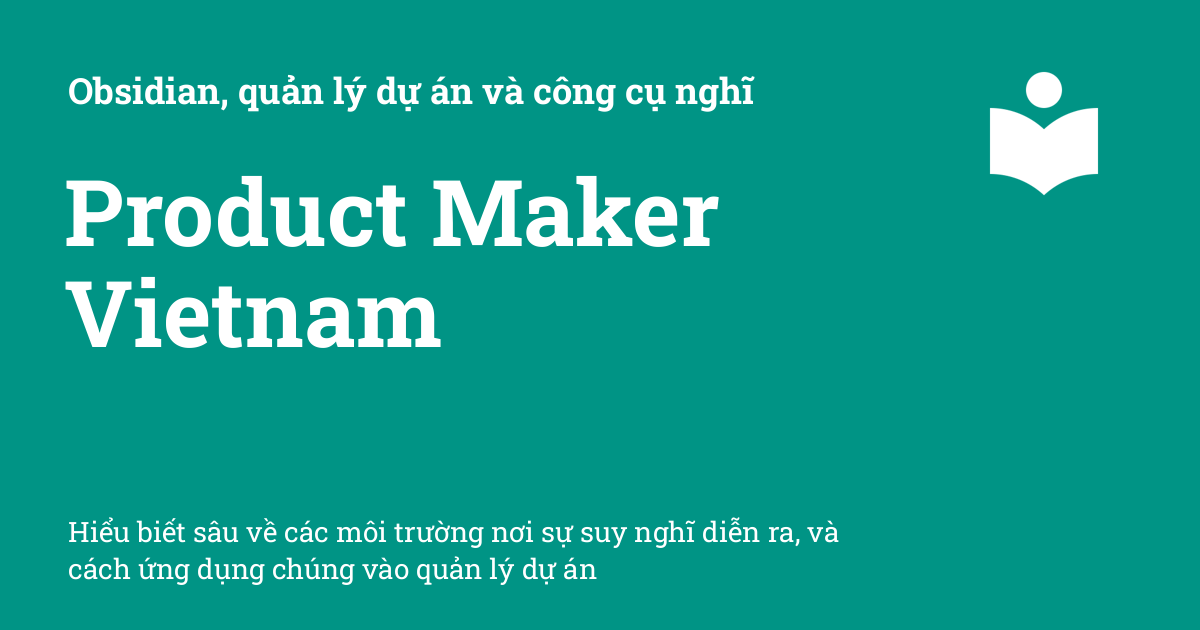 Obsidian, quản lý dự án và công cụ nghĩ
Product Maker
Vietnam
Hiểu biết sâu về các môi trường nơi sự suy nghĩ diễn ra, và
cách ứng dụng chúng vào quản lý dự án